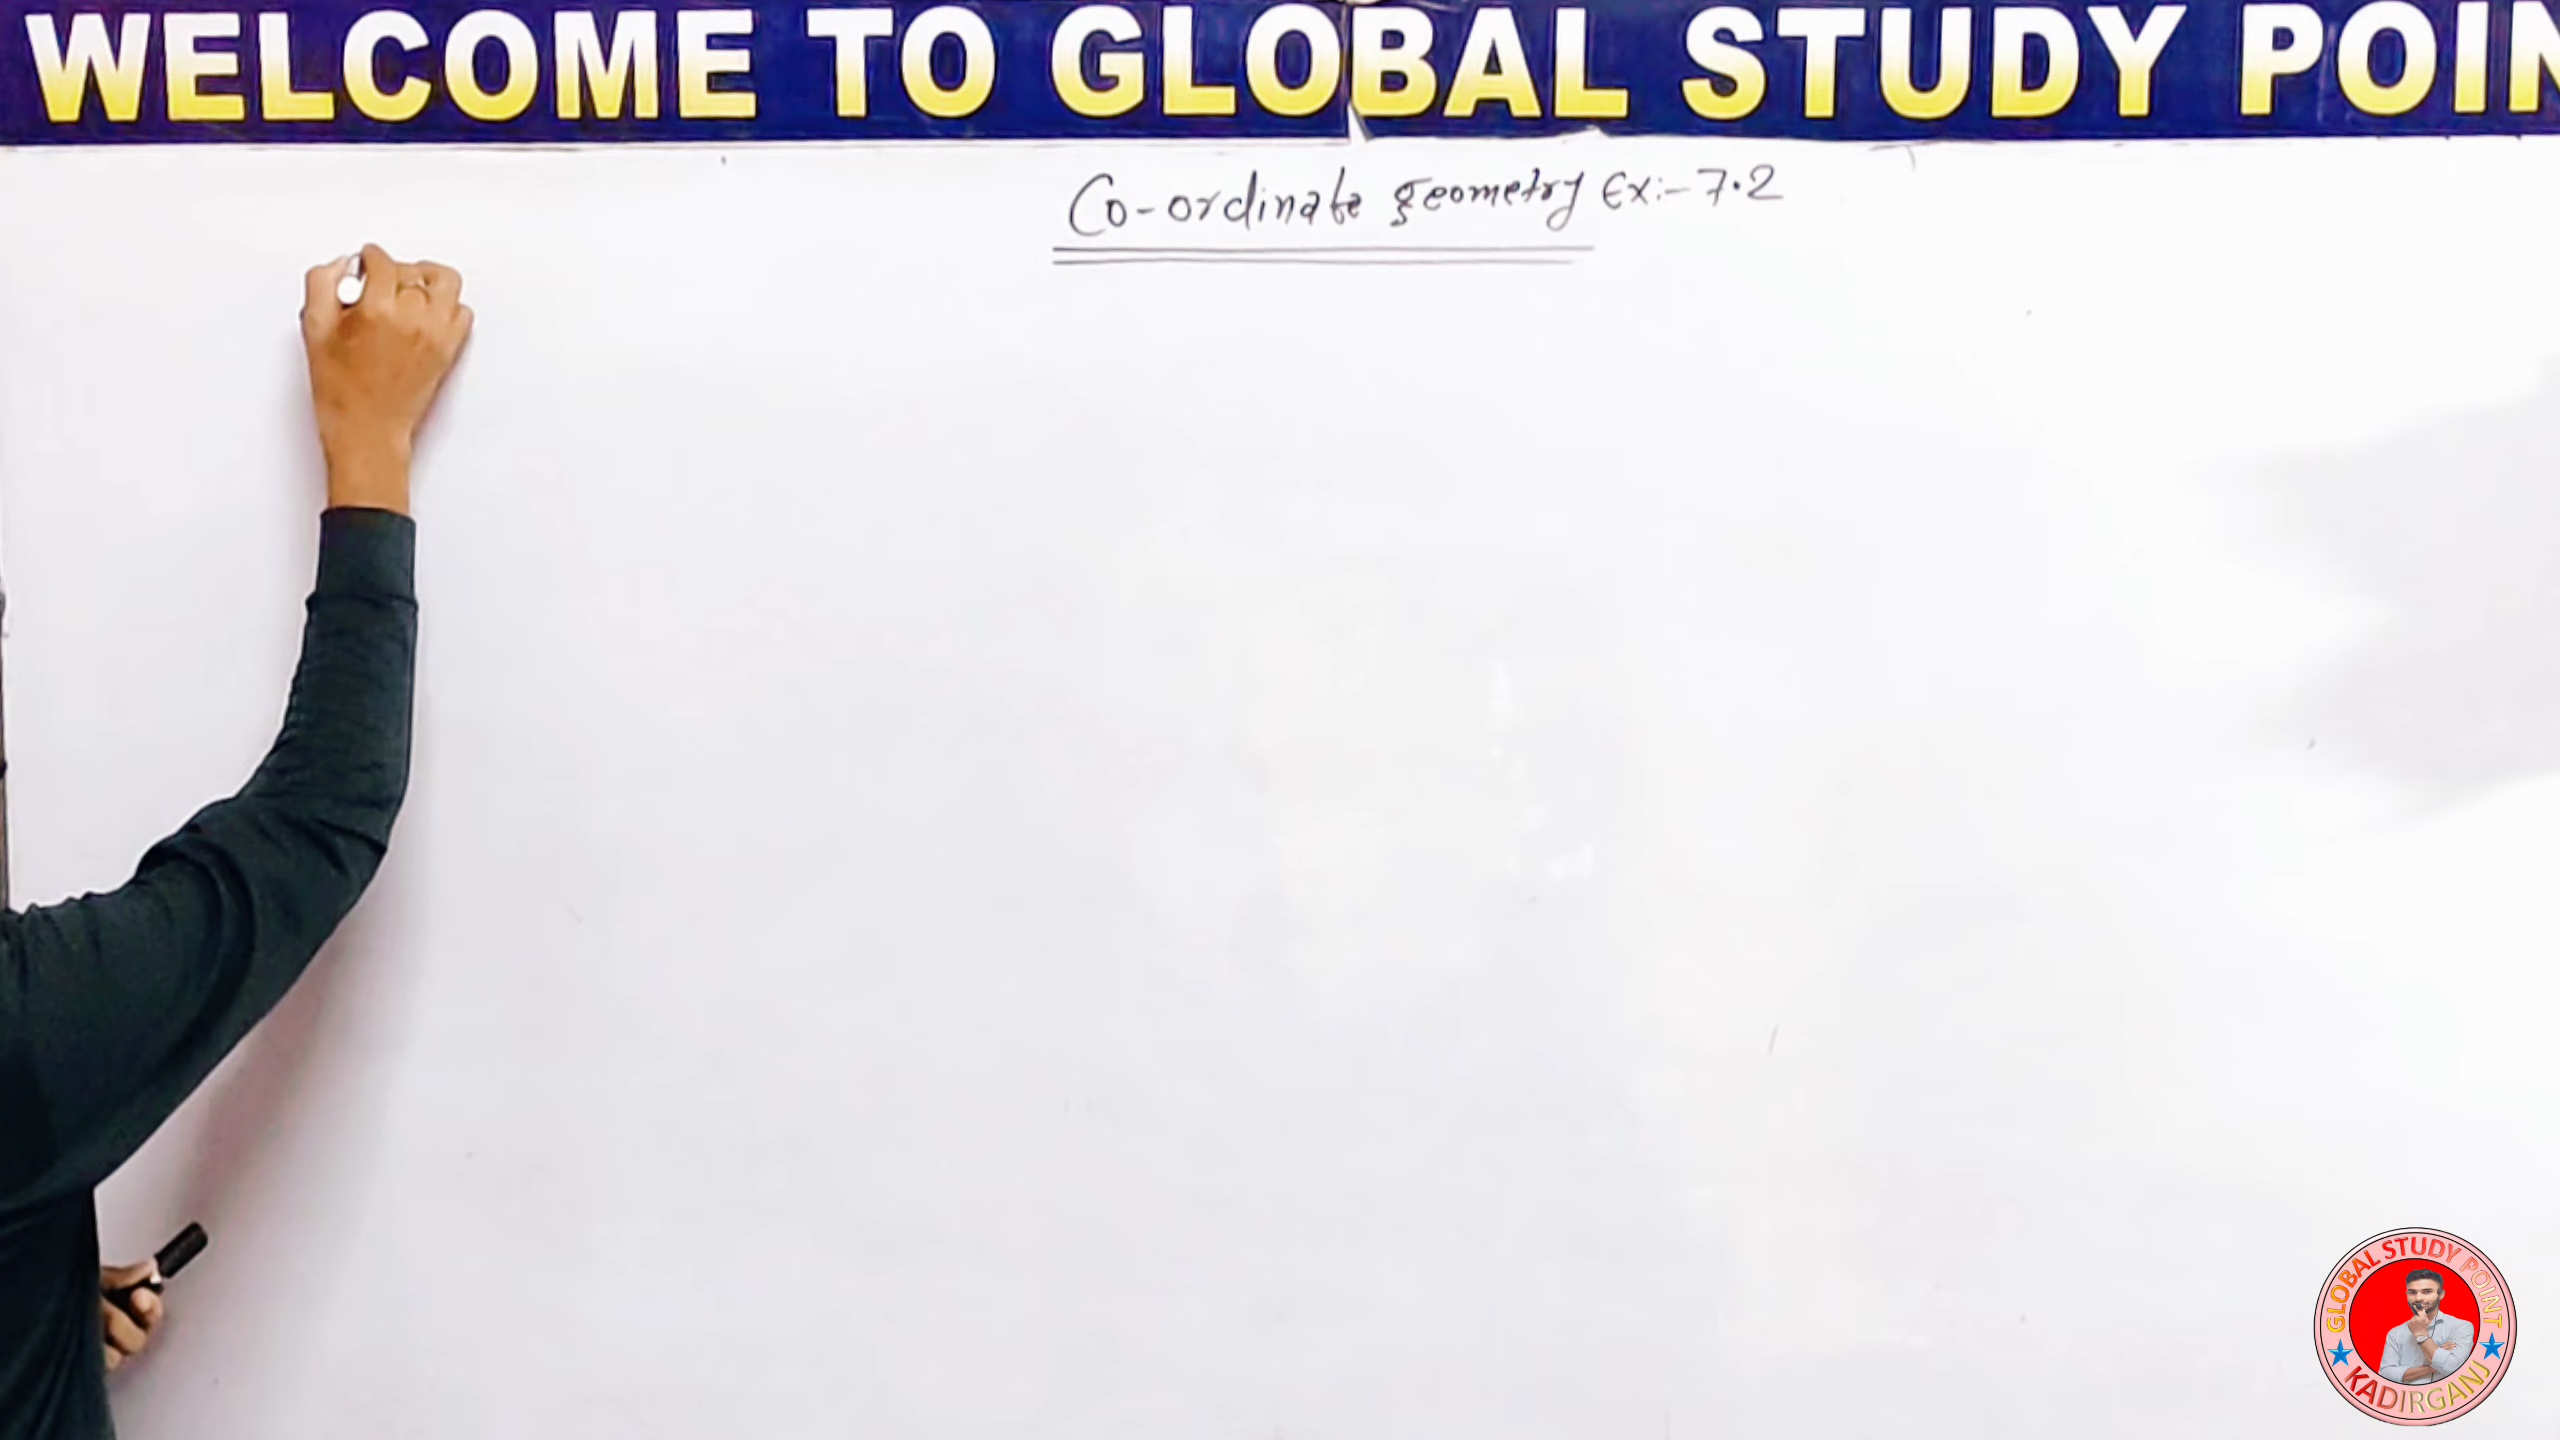 WELCOME TO GLOBAL STUDY POIN
Co-ordinate geometry Ex:- 7.2
GLOBAL STUDY POINT
KADIRGANJ